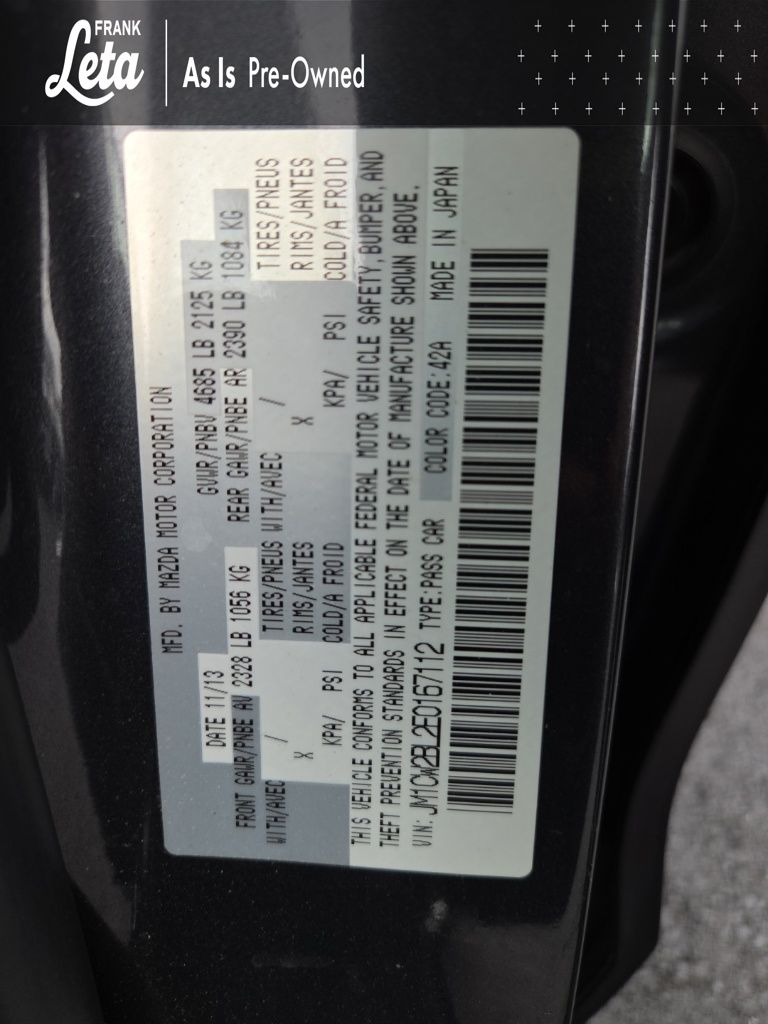 FRANK
Leta
As Is Pre-Owned
MFD. BY MAZDA MOTOR CORPORATION
DATE 11/13 GVWR/PNBV 4685 LB 2125 KG
FRONT GAWR/PNBE AV 2328 LB 1056 KG REAR GAWR/PNBE AR 2390 LB 1084 KG
WITH/AVEC / TIRES/PNEUS WITH/AVEC / TIRES/PNEUS
X RIMS/JANTES X RIMS/JANTES
KPA/ PSI COLD/A FROID KPA/ PSI COLD/A FROID
THIS VEHICLE CONFORMS TO ALL APPLICABLE FEDERAL MOTOR VEHICLE SAFETY, BUMPER, AND
THEFT PREVENTION STANDARDS IN EFFECT ON THE DATE OF MANUFACTURE SHOWN ABOVE.
VIN: JM1CW2BL2E0167112 TYPE:PASS CAR COLOR CODE:42A MADE IN JAPAN